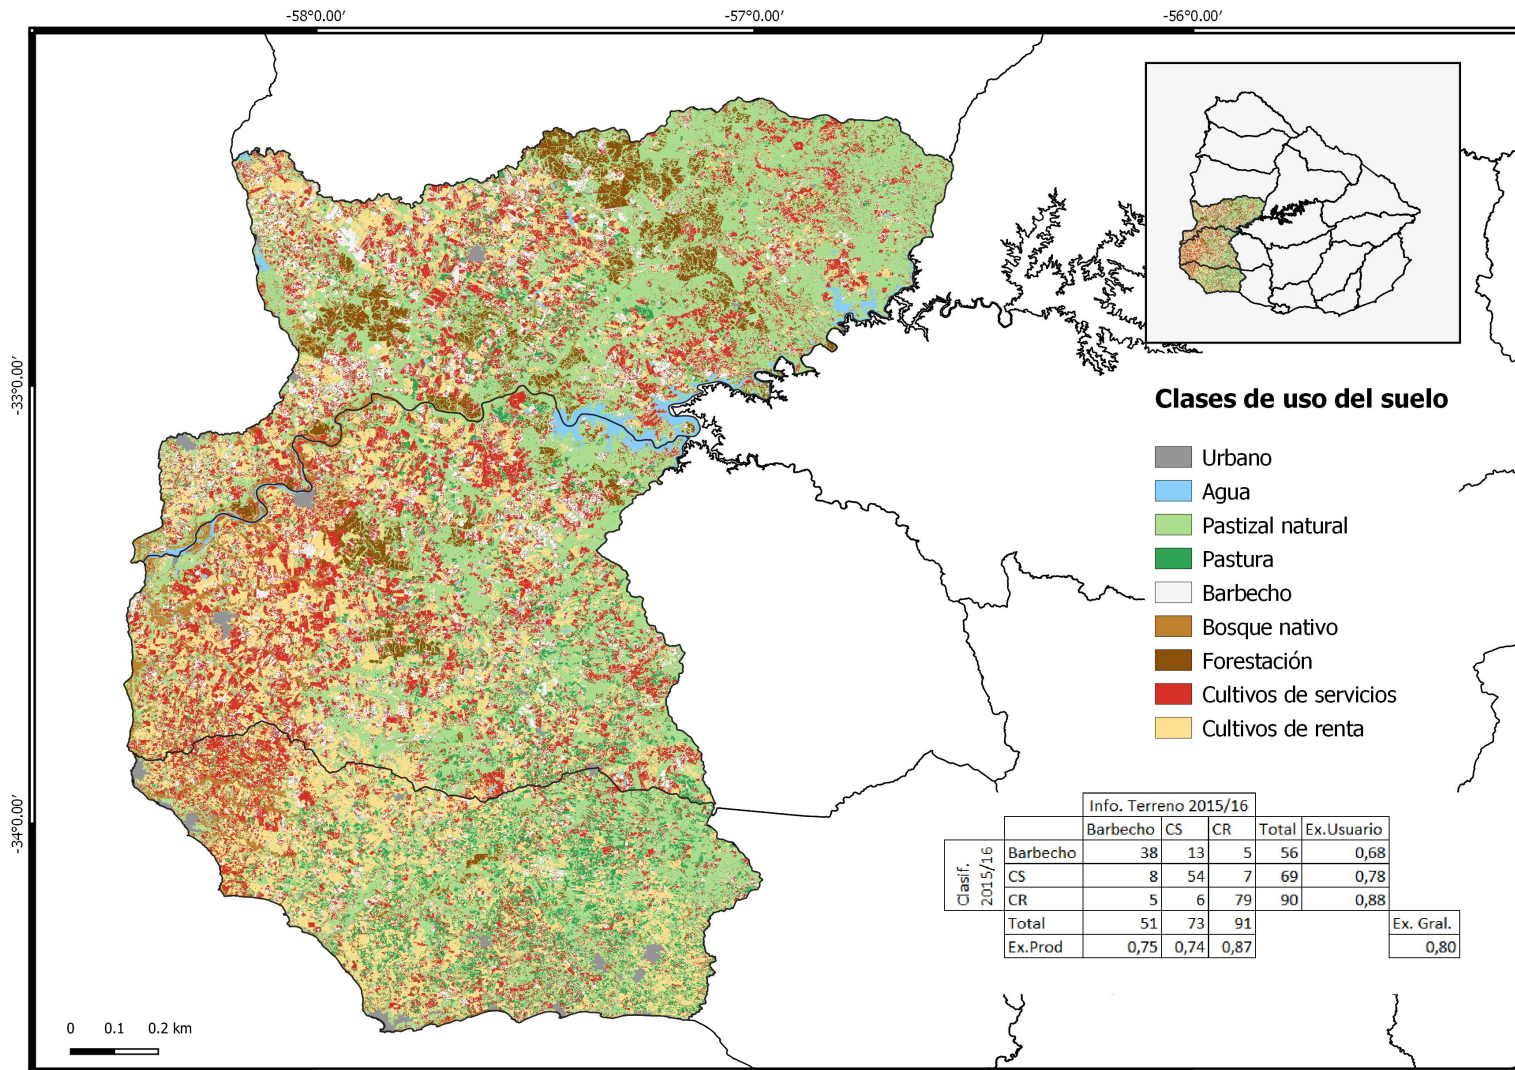 -58°0.00′ -57°0.00′ -56°0.00′
-33°0.00′
-34°0.00′
Clases de uso del suelo
Urbano
Agua
Pastizal natural
Pastura
Barbecho
Bosque nativo
Forestación
Cultivos de servicios
Cultivos de renta
Info. Terreno 2015/16
Barbecho CS CR Total Ex.Usuario
Clasif.
2015/16
Barbecho 38 13 5 56 0,68
CS 8 54 7 69 0,78
CR 5 6 79 90 0,88
Total 51 73 91 Ex. Gral.
Ex.Prod 0,75 0,74 0,87 0,80
0 0.1 0.2 km